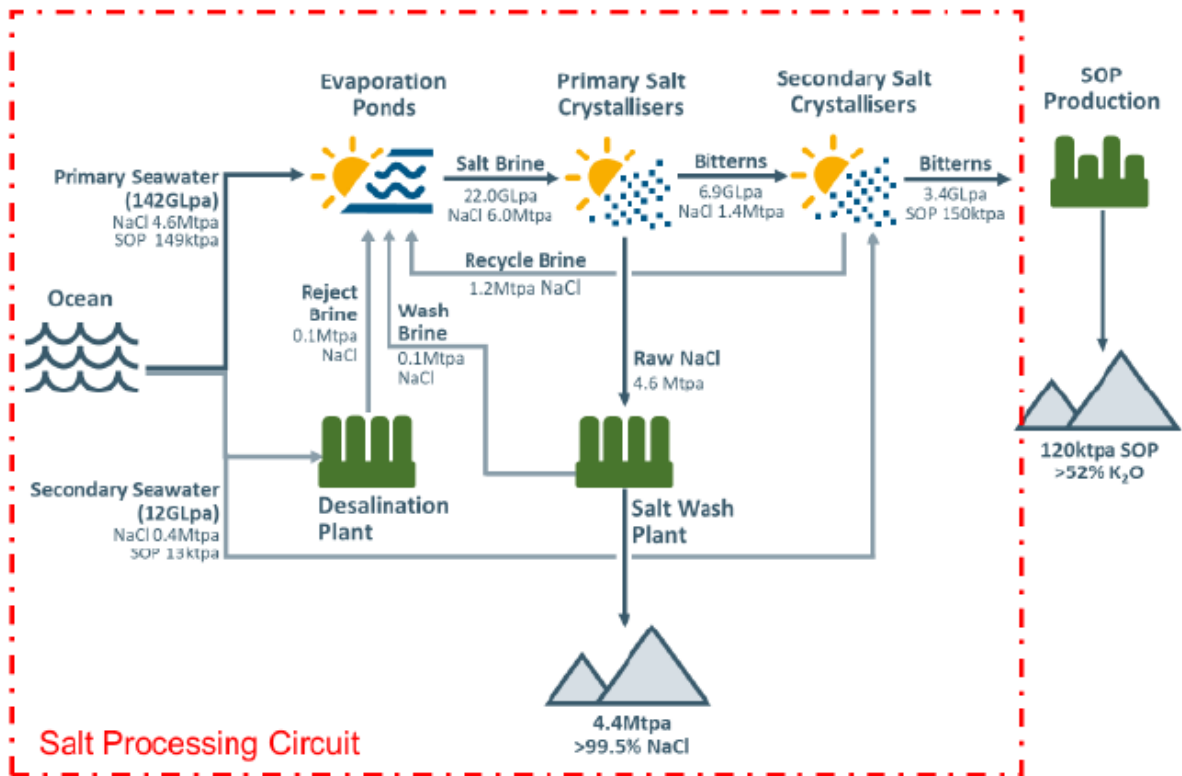 Evaporation
Ponds
Primary Salt
Crystallisers
Secondary Salt
Crystallisers
SOP
Production
Primary Seawater
(142GLpa)
NaCl 4.6Mtpa
SOP 149ktpa
Salt Brine
22.0GLpa
NaCl 6.0Mtpa
Bitterns
6.9GLpa
NaCl 1.4Mtpa
Bitterns
3.4GLpa
SOP 150ktpa
Recycle Brine
1.2Mtpa NaCl
Ocean
Reject
Brine
0.1Mtpa
NaCl
Wash
Brine
0.1Mtpa
NaCl
Raw NaCl
4.6 Mtpa
Secondary Seawater
(12GLpa)
NaCl 0.4Mtpa
SOP 13ktpa
Desalination
Plant
Salt Wash
Plant
120ktpa SOP
>52% K₂O
4.4Mtpa
>99.5% NaCl
Salt Processing Circuit